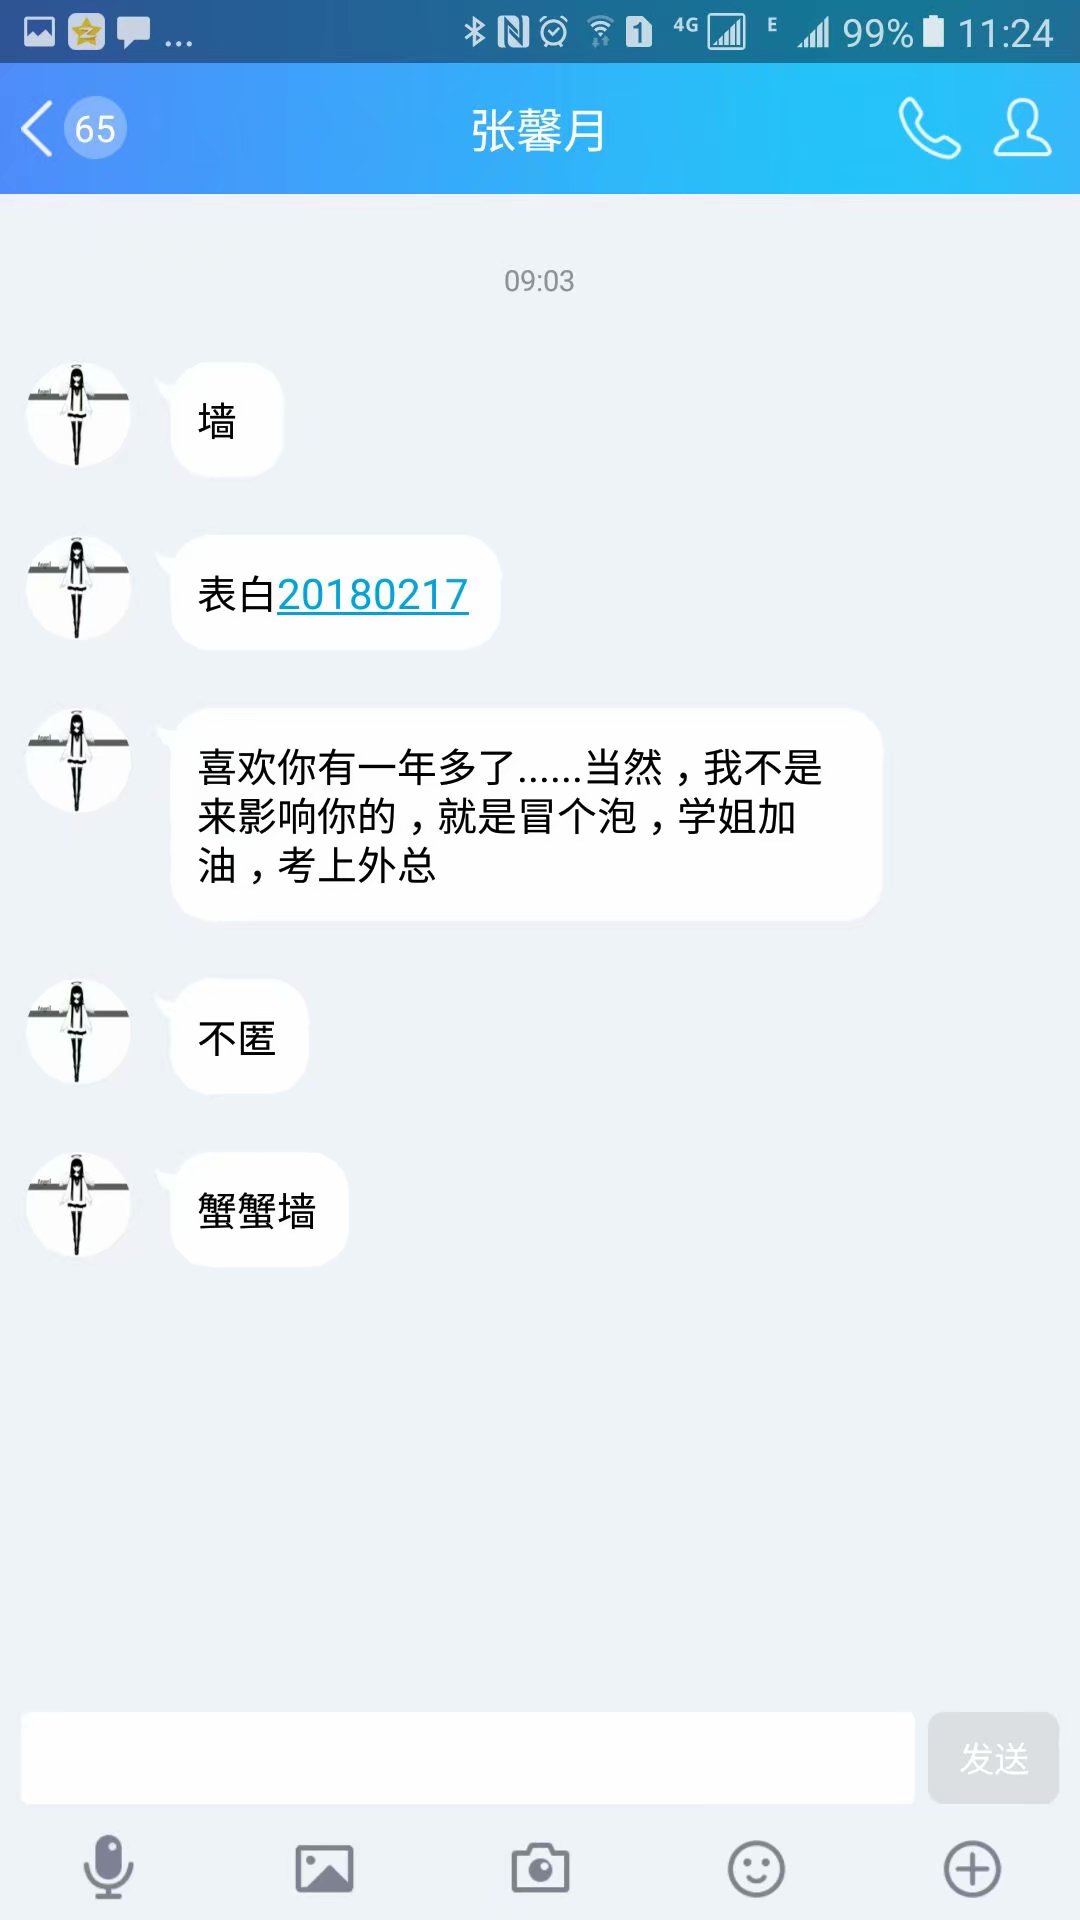 4G E 99% 11:24
65 张馨月
09:03
墙
表白20180217
喜欢你有一年多了......当然，我不是
来影响你的，就是冒个泡，学姐加
油，考上外总
不匿
蟹蟹墙
发送